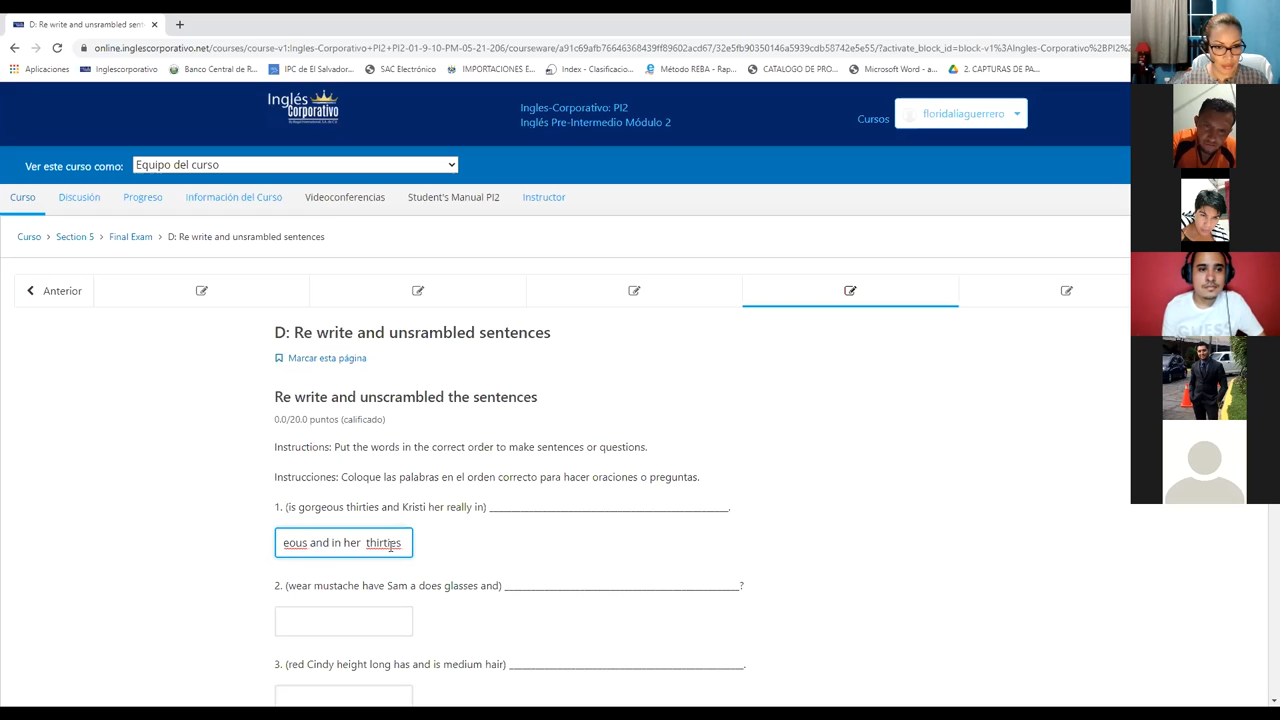 D: Re write and unsrambled sent
online.inglescorporativo.net/courses/course-v1:Ingles-Corporativo+PI2+PI2-01-9-10-PM-05-21-206/courseware/a91c69afb76646368439ff89602acd67/32e5fb90350146a5939cdb58742e5e55/?activate_block_id=block-v1%3AIngles-Corporativo%2BPI2%
Aplicaciones Inglescorporativo Banco Central de R... IPC de El Salvador... SAC Electrónico IMPORTACIONES E... Index - Clasificacio... Método REBA - Rap... CATALOGO DE PRO... Microsoft Word - a... 2. CAPTURAS DE PA...
Inglés
Corporativo
Ingles-Corporativo: PI2
Inglés Pre-Intermedio Módulo 2
Cursos
floridaliaguerrero
Ver este curso como: Equipo del curso
Curso Discusión Progreso Información del Curso Videoconferencias Student's Manual PI2 Instructor
Curso > Section 5 > Final Exam > D: Re write and unsrambled sentences
Anterior
D: Re write and unsrambled sentences
Marcar esta página
Re write and unscrambled the sentences
0.0/20.0 puntos (calificado)
Instructions: Put the words in the correct order to make sentences or questions.
Instrucciones: Coloque las palabras en el orden correcto para hacer oraciones o preguntas.
1. (is gorgeous thirties and Kristi her really in) ______________________________.
eous and in her thirties
2. (wear mustache have Sam a does glasses and) ______________________________?
3. (red Cindy height long has and is medium hair) ______________________________.